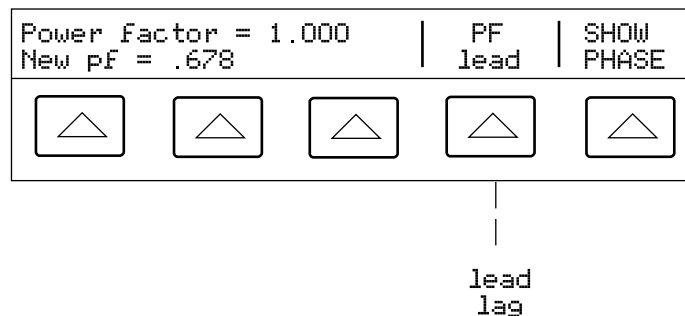 Power factor = 1.000
New pf = .678
PF
lead
SHOW
PHASE
lead
lag